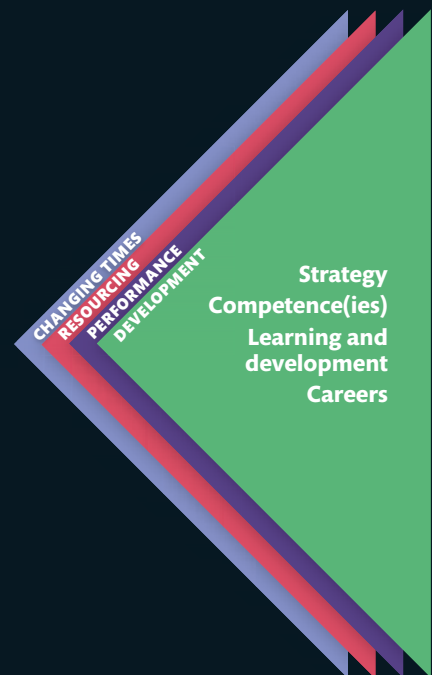 CHANGING TIMES
RESOURCING
PERFORMANCE
DEVELOPMENT
Strategy
Competence(ies)
Learning and
development
Careers